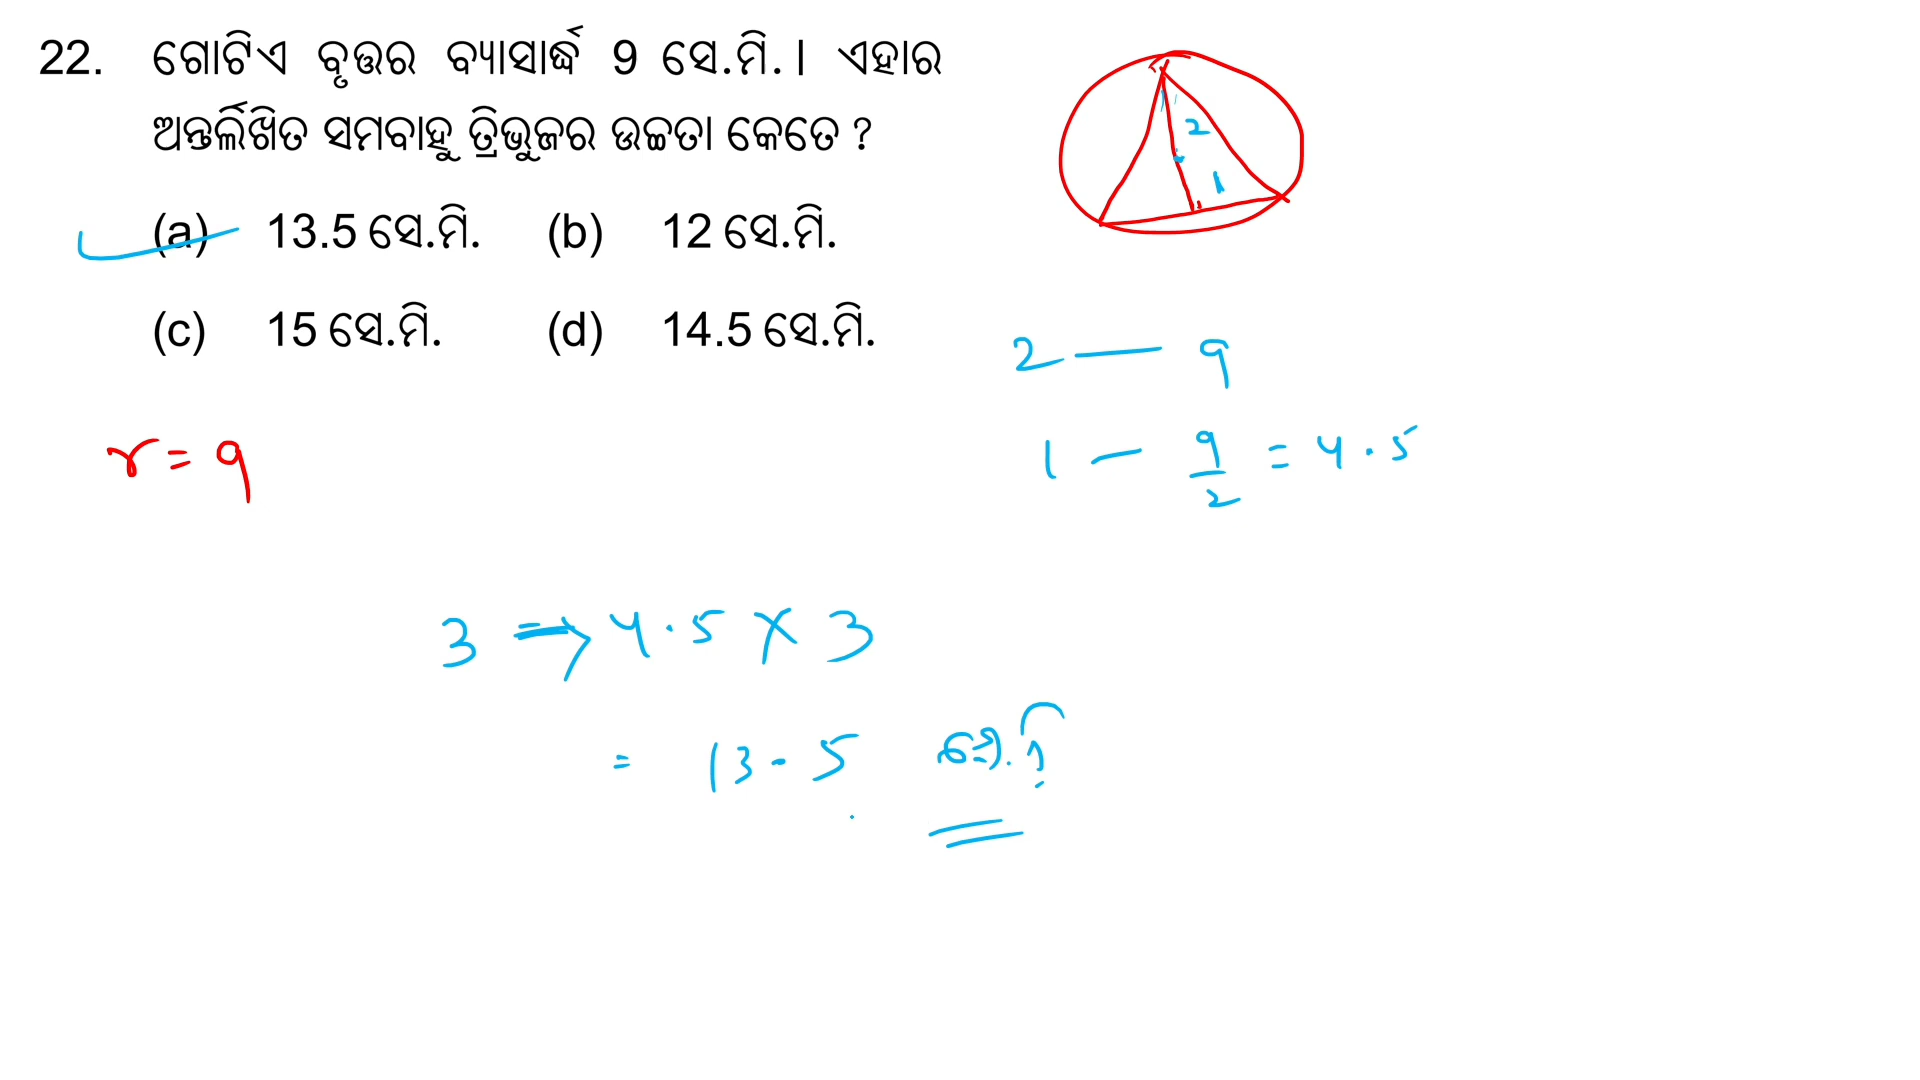 22. ଗୋଟିଏ ବୃତ୍ତର ବ୍ୟାସାର୍ଦ୍ଧ 9 ସେ.ମି.। ଏହାର
ଅନ୍ତର୍ଲିଖିତ ସମବାହୁ ତ୍ରିଭୁଜର ଉଚ୍ଚତା କେତେ ?
(a) 13.5 ସେ.ମି. (b) 12 ସେ.ମି.
(c) 15 ସେ.ମି. (d) 14.5 ସେ.ମି.
2
1
2 — 9
r = 9
1 — 9/2 = 4.5
3 ⇒ 4.5 × 3
= 13.5 ସେ.ମି